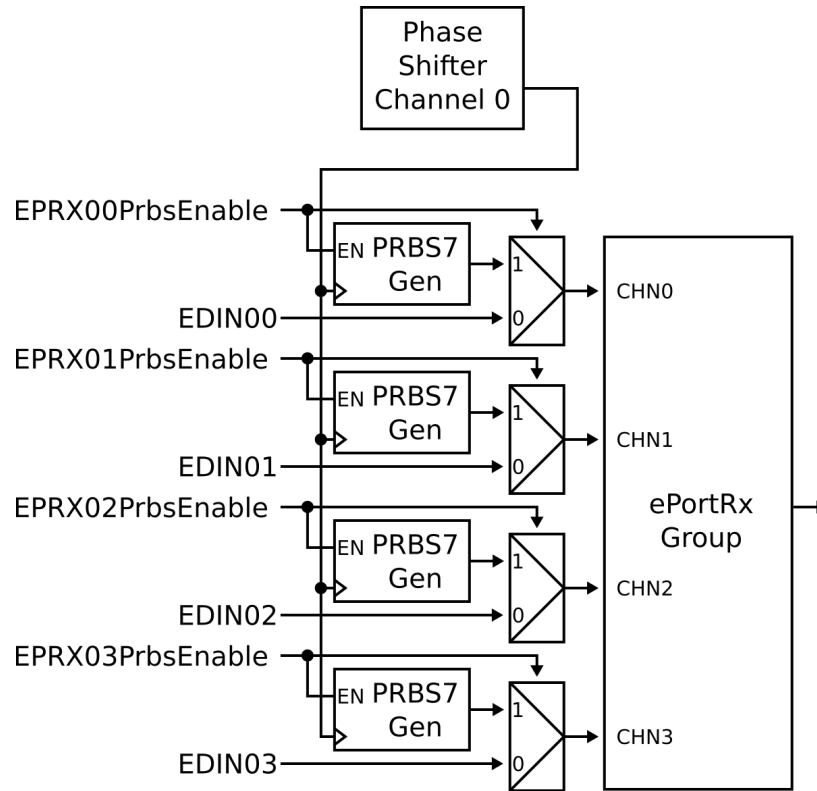 Phase
Shifter
Channel 0
EPRX00PrbsEnable
EN PRBS7
Gen
1
0
EDIN00
CHN0
EPRX01PrbsEnable
EN PRBS7
Gen
1
0
EDIN01
CHN1
EPRX02PrbsEnable
EN PRBS7
Gen
1
0
EDIN02
CHN2
EPRX03PrbsEnable
EN PRBS7
Gen
1
0
EDIN03
CHN3
ePortRx
Group